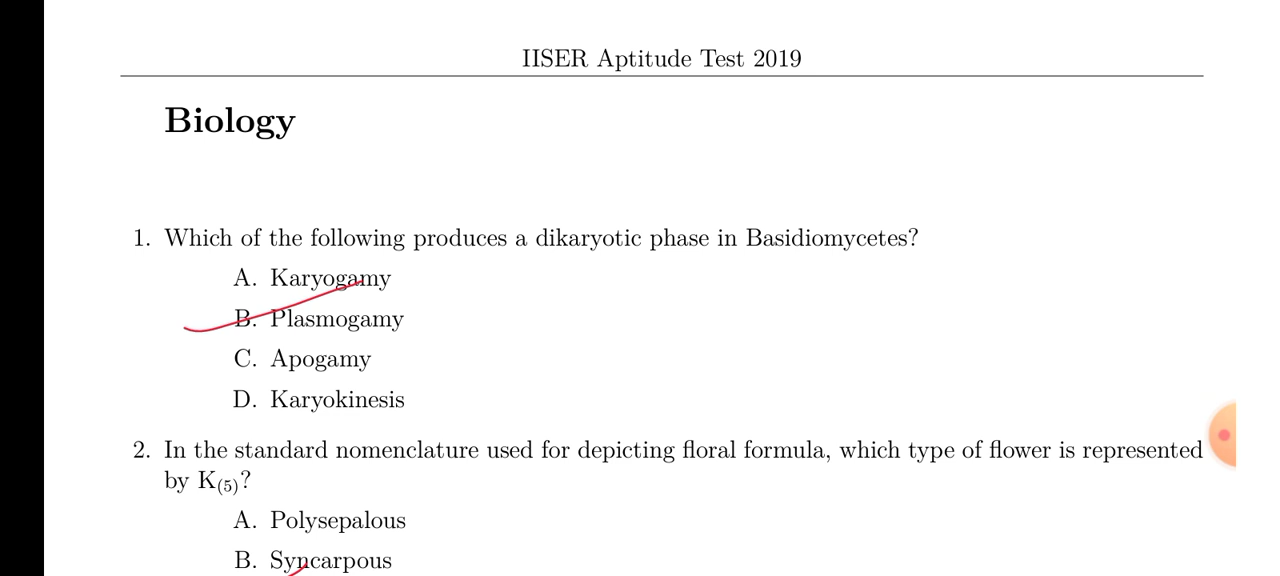 IISER Aptitude Test 2019
Biology
1. Which of the following produces a dikaryotic phase in Basidiomycetes?
A. Karyogamy
B. Plasmogamy
C. Apogamy
D. Karyokinesis
2. In the standard nomenclature used for depicting floral formula, which type of flower is represented
by K(5)?
A. Polysepalous
B. Syncarpous